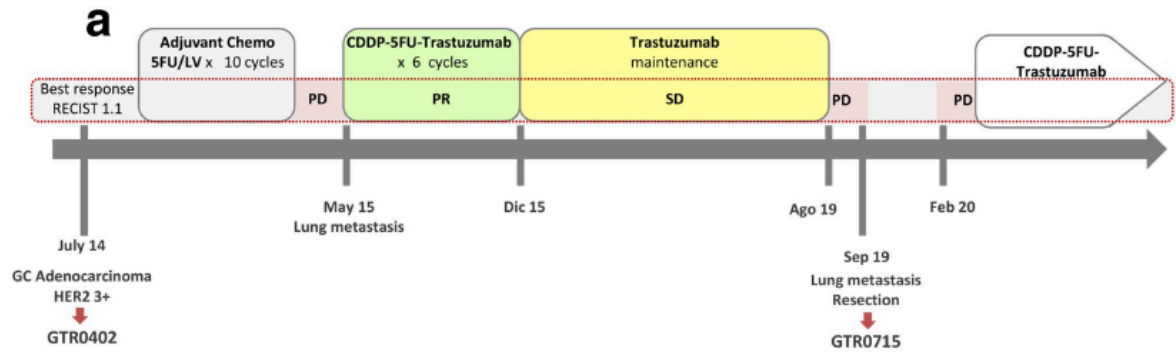 a
Adjuvant Chemo
5FU/LV x 10 cycles
CDDP-5FU-Trastuzumab
x 6 cycles
Trastuzumab
maintenance
CDDP-5FU-
Trastuzumab
Best response
RECIST 1.1
PD
PR
SD
PD
PD
July 14
GC Adenocarcinoma
HER2 3+
GTR0402
May 15
Lung metastasis
Dic 15
Ago 19
Sep 19
Lung metastasis
Resection
GTR0715
Feb 20